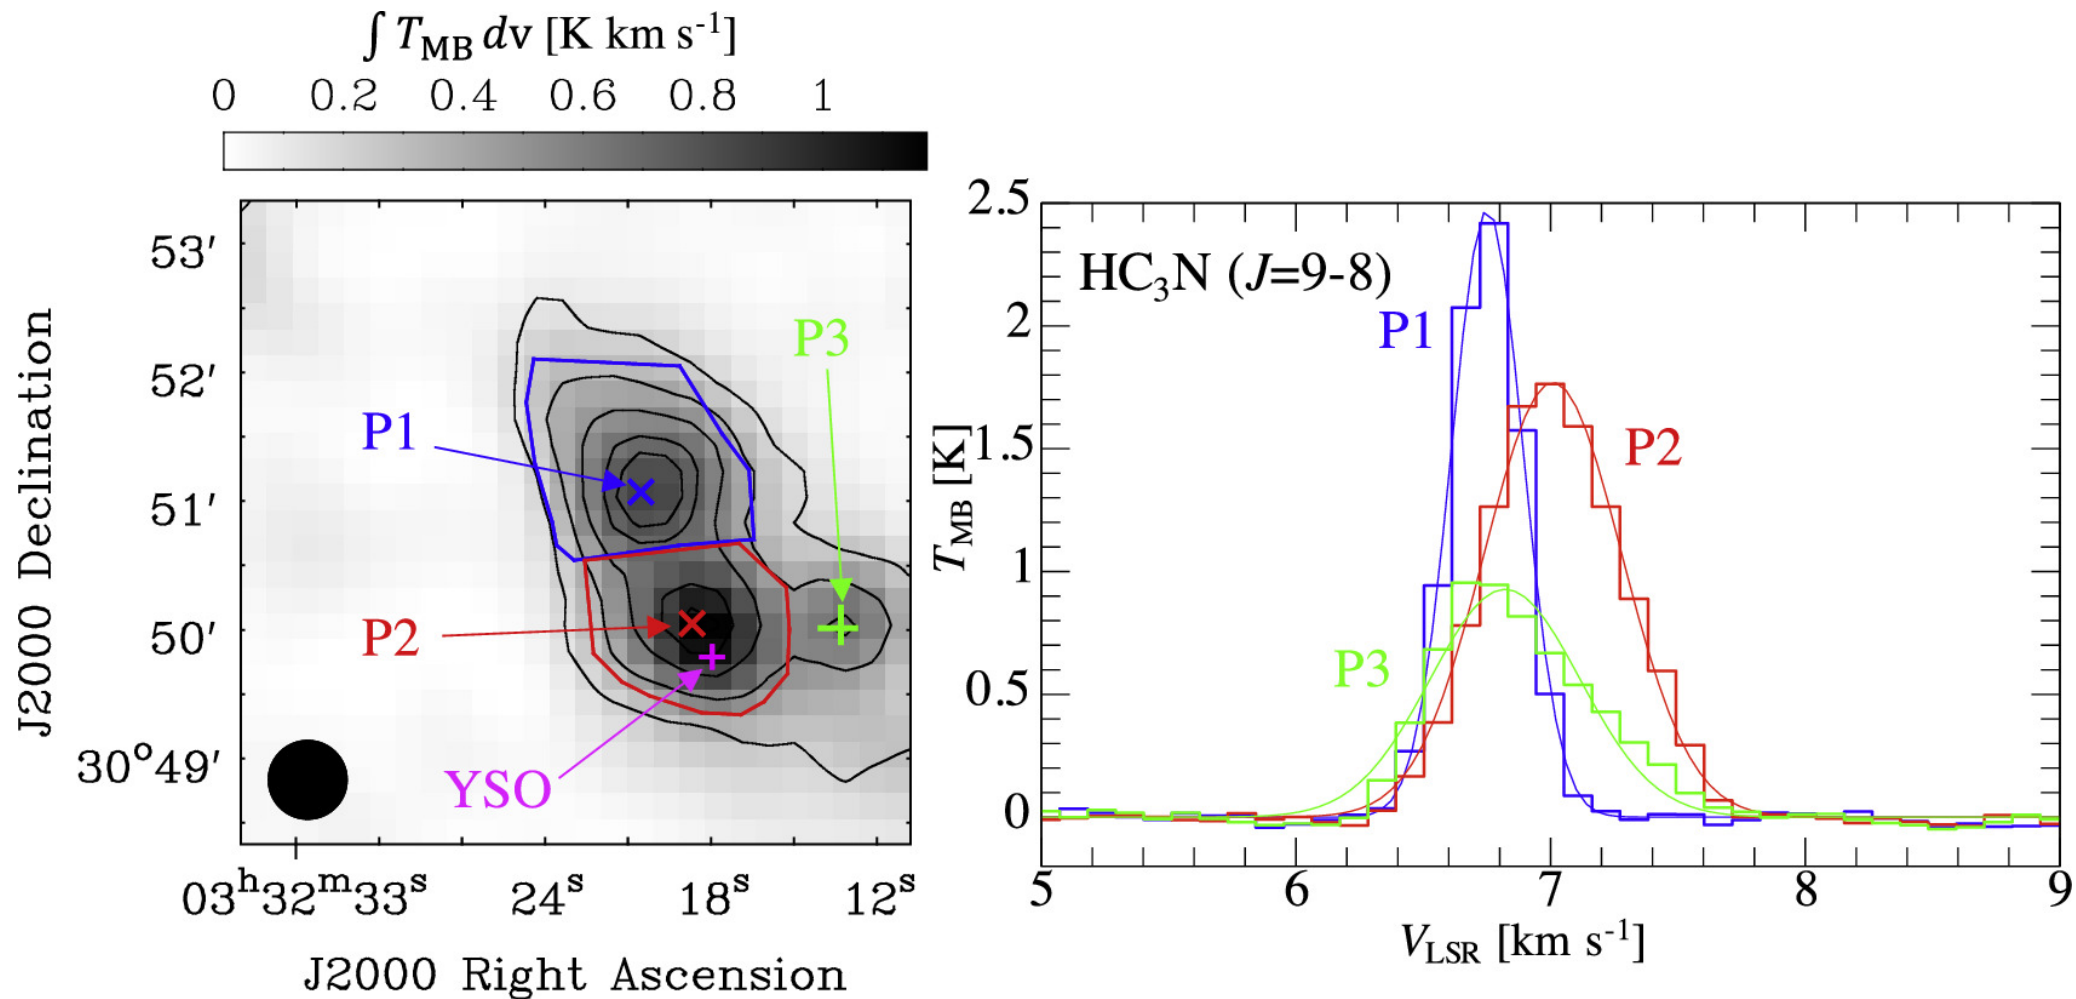 ∫ T_MB dv [K km s⁻¹]
0 0.2 0.4 0.6 0.8 1
53′
52′
51′
50′
30°49′
J2000 Declination
P1
P2
P3
YSO
03ʰ32ᵐ33ˢ 24ˢ 18ˢ 12ˢ
J2000 Right Ascension
2.5
2
1.5
1
0.5
0
T_MB [K]
HC₃N (J=9-8)
P1
P2
P3
5 6 7 8 9
V_LSR [km s⁻¹]